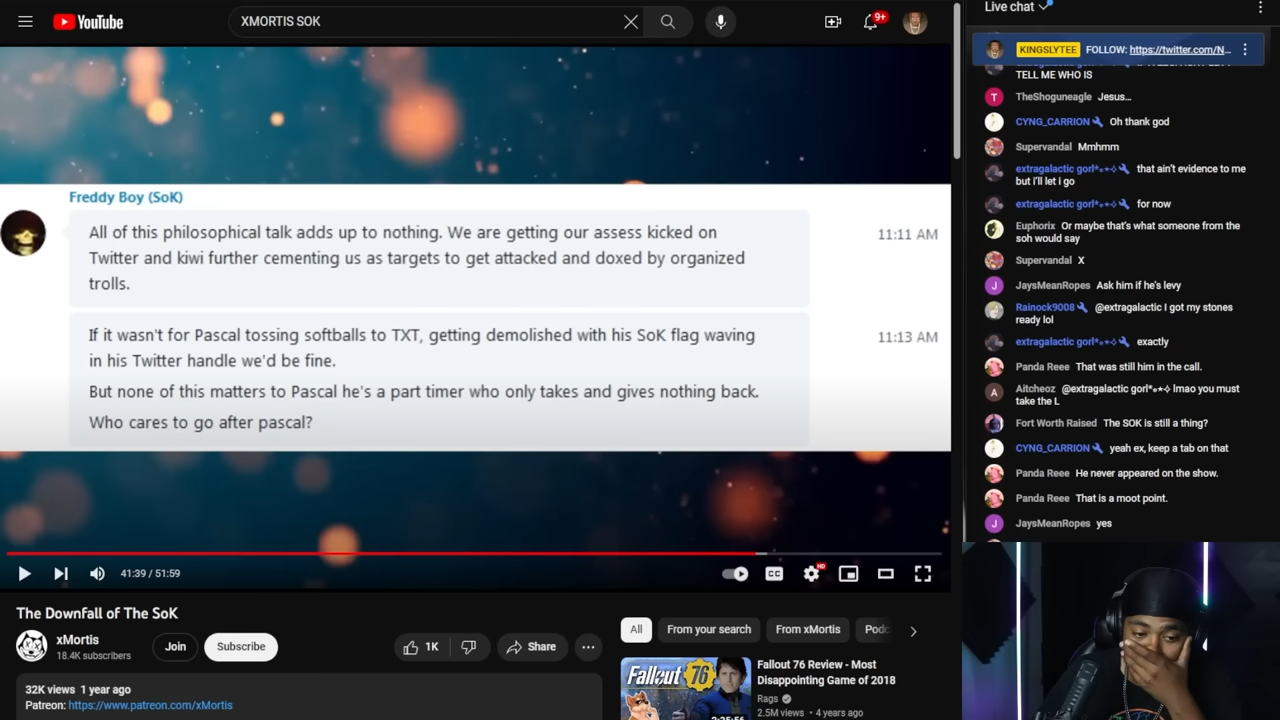 YouTube
XMORTIS SOK
9+
Freddy Boy (SoK)
All of this philosophical talk adds up to nothing. We are getting our assess kicked on
Twitter and kiwi further cementing us as targets to get attacked and doxed by organized
trolls.
11:11 AM
If it wasn't for Pascal tossing softballs to TXT, getting demolished with his SoK flag waving
in his Twitter handle we'd be fine.
But none of this matters to Pascal he's a part timer who only takes and gives nothing back.
Who cares to go after pascal?
11:13 AM
41:39 / 51:59
CC
HD
The Downfall of The SoK
xMortis
18.4K subscribers
Join
Subscribe
1K
Share
32K views 1 year ago
Patreon: https://www.patreon.com/xMortis
All
From your search
From xMortis
Podc
Fallout 76
2:25:56
Fallout 76 Review - Most
Disappointing Game of 2018
Rags
2.5M views • 4 years ago
Live chat
KINGSLYTEE FOLLOW: https://twitter.com/N...
TELL ME WHO IS
TheShoguneagle Jesus...
CYNG_CARRION Oh thank god
Supervandal Mmhmm
extragalactic gorl*⋆✧ that ain't evidence to me
but i'll let i go
extragalactic gorl*⋆✧ for now
Euphorix Or maybe that's what someone from the
soh would say
Supervandal X
JaysMeanRopes Ask him if he's levy
Rainock9008 @extragalactic I got my stones
ready lol
extragalactic gorl*⋆✧ exactly
Panda Reee That was still him in the call.
Aitcheoz @extragalactic gorl*⋆✧ lmao you must
take the L
Fort Worth Raised The SOK is still a thing?
CYNG_CARRION yeah ex, keep a tab on that
Panda Reee He never appeared on the show.
Panda Reee That is a moot point.
JaysMeanRopes yes